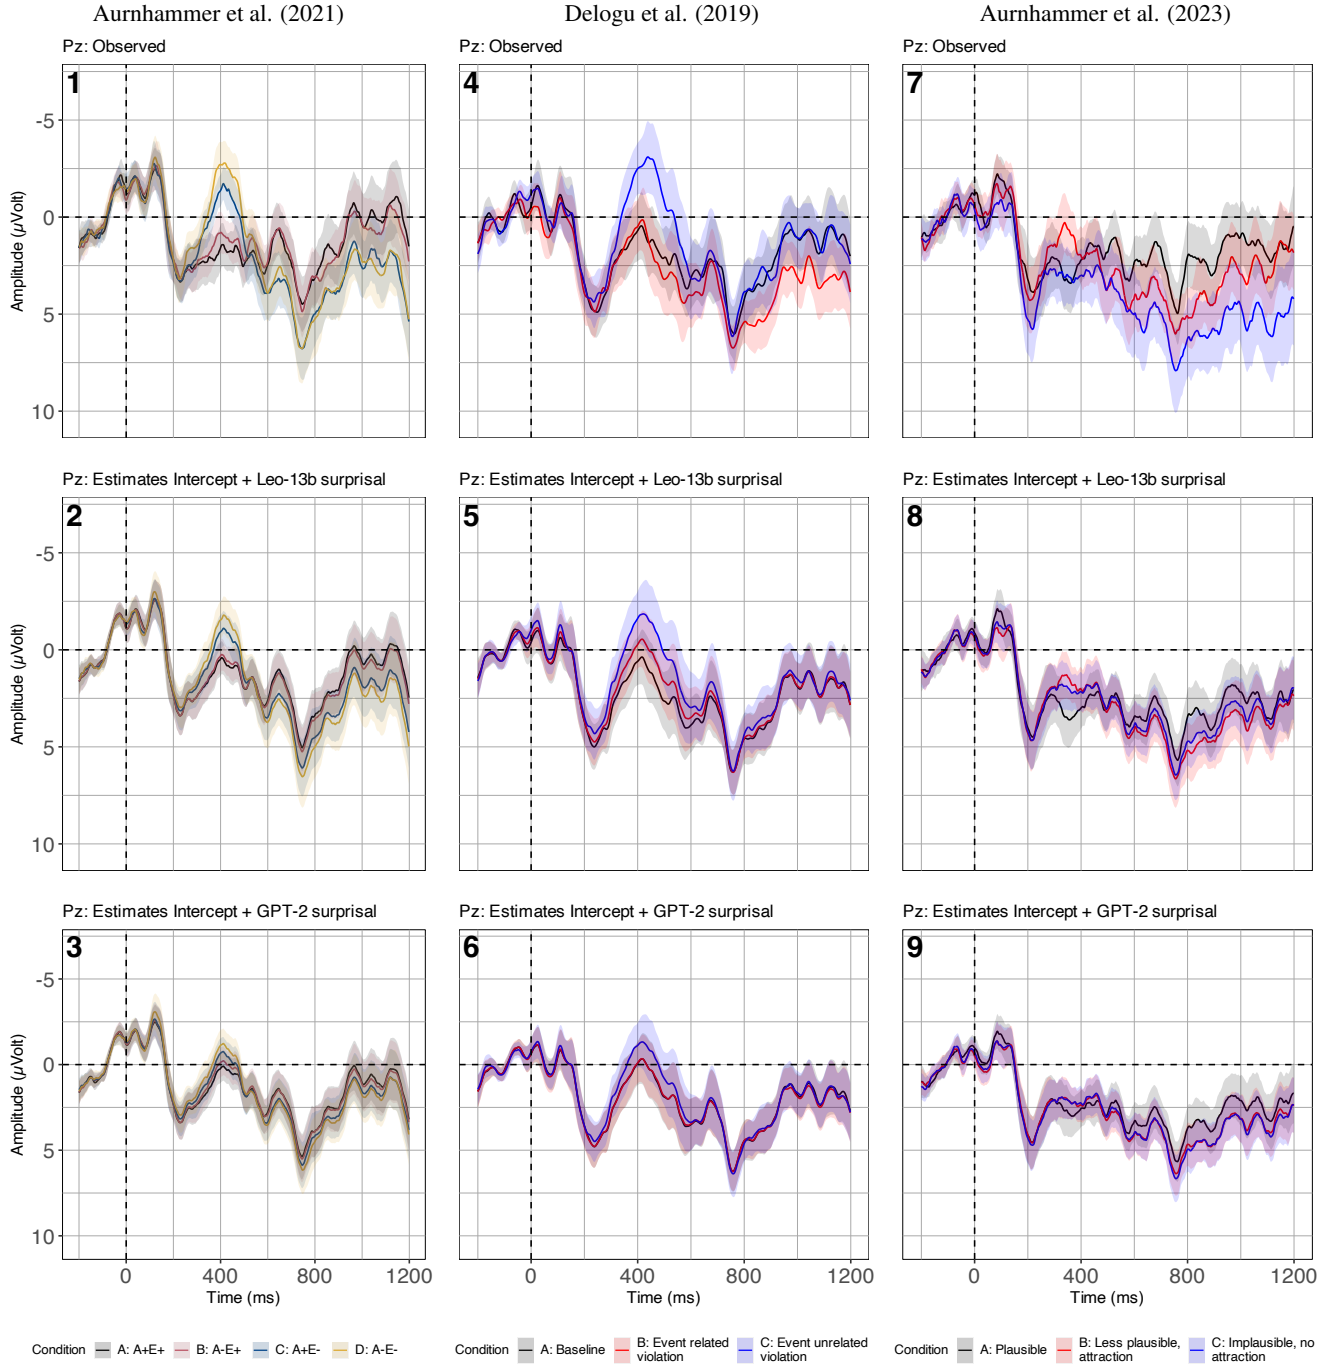 Aurnhammer et al. (2021)
Delogu et al. (2019)
Aurnhammer et al. (2023)
Pz: Observed
Pz: Observed
Pz: Observed
1
4
7
-5
0
5
10
Amplitude (µVolt)
Pz: Estimates Intercept + Leo-13b surprisal
Pz: Estimates Intercept + Leo-13b surprisal
Pz: Estimates Intercept + Leo-13b surprisal
2
5
8
-5
0
5
10
Amplitude (µVolt)
Pz: Estimates Intercept + GPT-2 surprisal
Pz: Estimates Intercept + GPT-2 surprisal
Pz: Estimates Intercept + GPT-2 surprisal
3
6
9
-5
0
5
10
Amplitude (µVolt)
0 400 800 1200
0 400 800 1200
0 400 800 1200
Time (ms)
Time (ms)
Time (ms)
Condition A: A+E+ B: A-E+ C: A+E- D: A-E-
Condition A: Baseline B: Event related violation C: Event unrelated violation
Condition A: Plausible B: Less plausible, attraction C: Implausible, no attraction